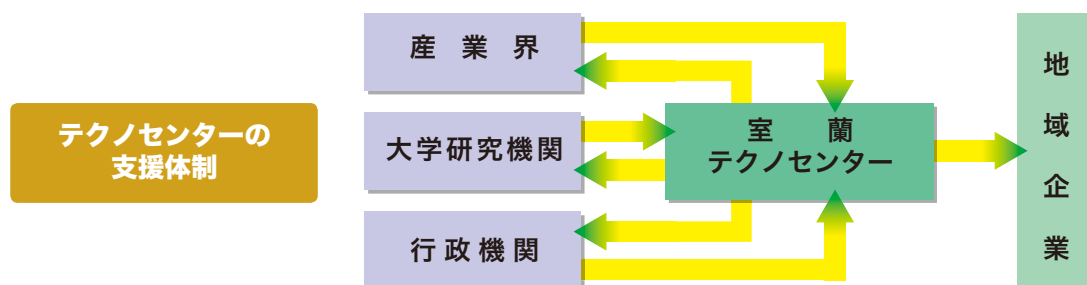 テクノセンターの
支援体制
産業界
大学研究機関
行政機関
室蘭
テクノセンター
地域企業